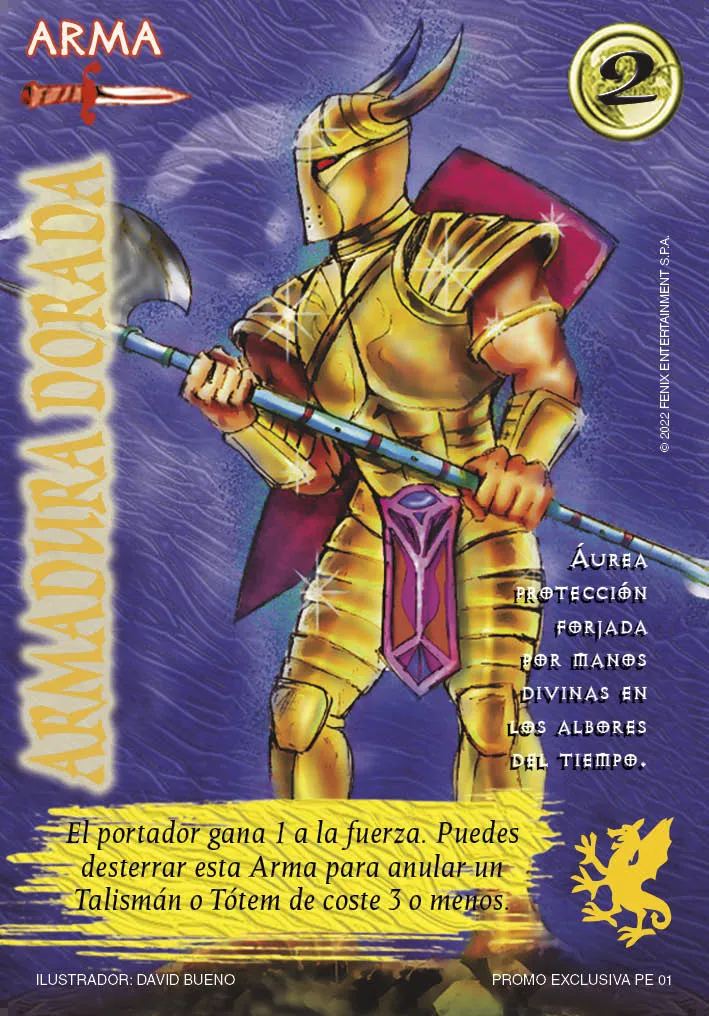 ARMA
2
ARMADURA DORADA
© 2022 FENIX ENTERTAINMENT S.P.A.
ÁUREA
PROTECCIÓN
FORJADA
POR MANOS
DIVINAS EN
LOS ALBORES
DEL TIEMPO.
El portador gana 1 a la fuerza. Puedes
desterrar esta Arma para anular un
Talismán o Tótem de coste 3 o menos.
ILUSTRADOR: DAVID BUENO
PROMO EXCLUSIVA PE 01